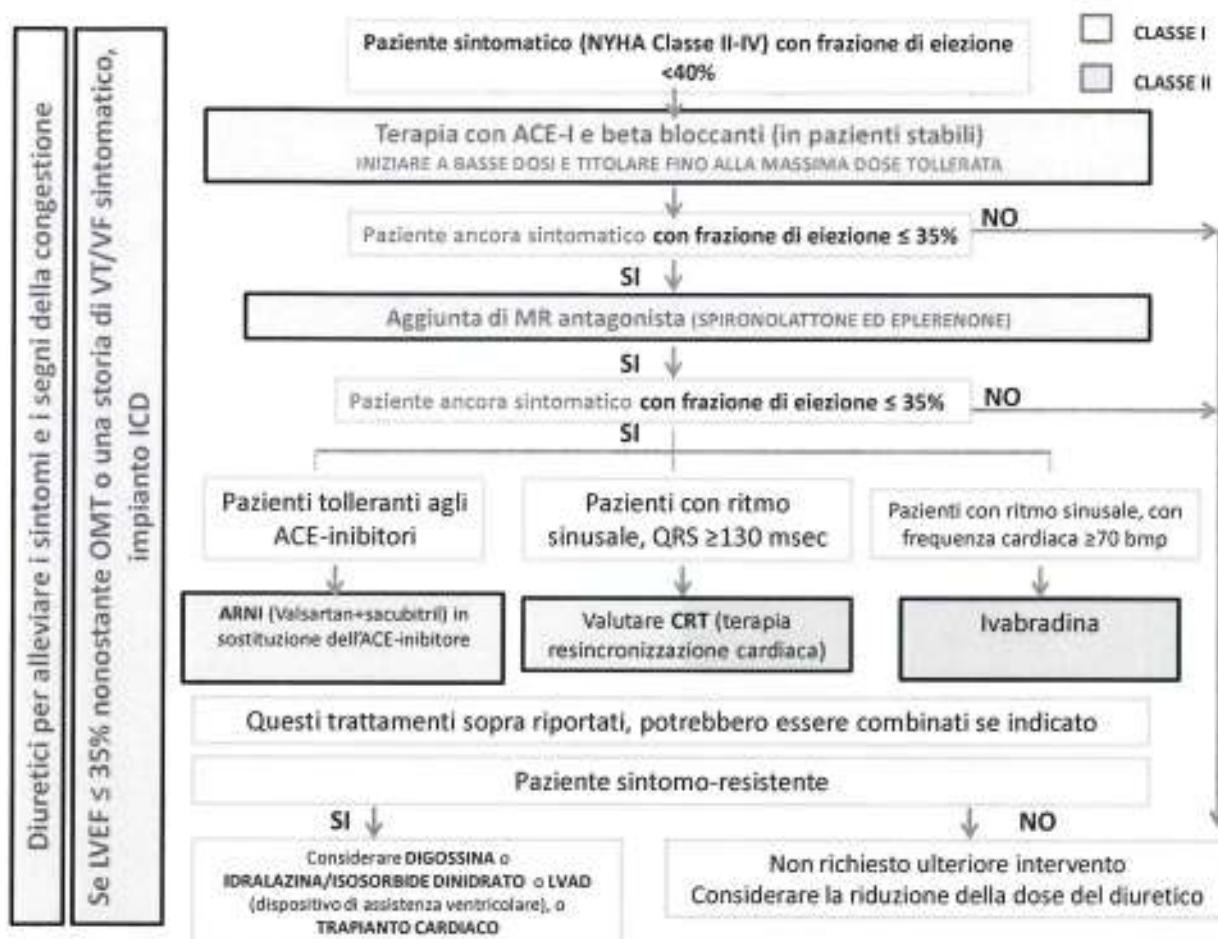 Diuretici per alleviare i sintomi e i segni della congestione
Se LVEF ≤ 35% nonostante OMT o una storia di VT/VF sintomatico,
impianto ICD
Paziente sintomatico (NYHA Classe II-IV) con frazione di eiezione
<40%
CLASSE I
CLASSE II
Terapia con ACE-I e beta bloccanti (in pazienti stabili)
INIZIARE A BASSE DOSI E TITOLARE FINO ALLA MASSIMA DOSE TOLLERATA
Paziente ancora sintomatico con frazione di eiezione ≤ 35%
NO
SI
Aggiunta di MR antagonista (SPIRONOLATTONE ED EPLERENONE)
SI
Paziente ancora sintomatico con frazione di eiezione ≤ 35%
NO
SI
Pazienti tolleranti agli
ACE-inibitori
Pazienti con ritmo
sinusale, QRS ≥130 msec
Pazienti con ritmo sinusale, con
frequenza cardiaca ≥70 bmp
ARNI (Valsartan+sacubitril) in
sostituzione dell'ACE-inibitore
Valutare CRT (terapia
resincronizzazione cardiaca)
Ivabradina
Questi trattamenti sopra riportati, potrebbero essere combinati se indicato
Paziente sintomo-resistente
SI
NO
Considerare DIGOSSINA o
IDRALAZINA/ISOSORBIDE DINIDRATO o LVAD
(dispositivo di assistenza ventricolare), o
TRAPIANTO CARDIACO
Non richiesto ulteriore intervento
Considerare la riduzione della dose del diuretico